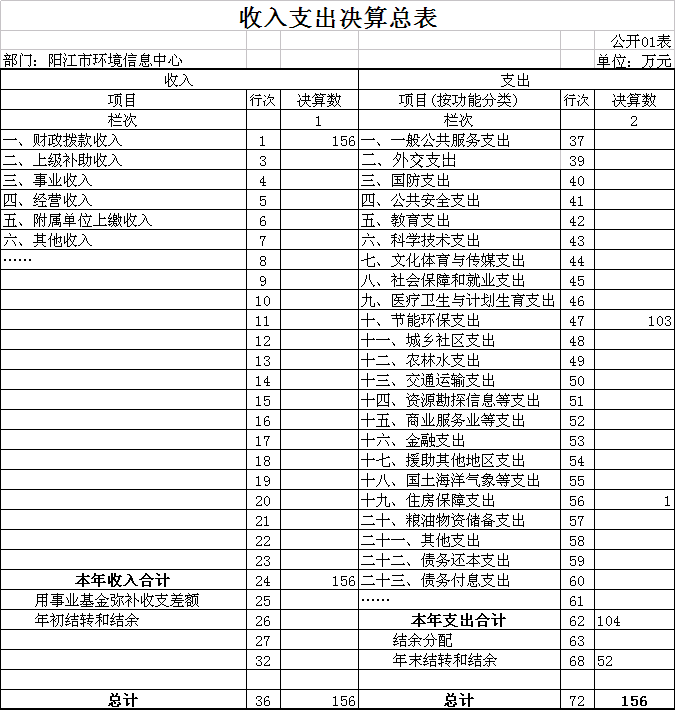 收入支出决算总表
公开01表
部门：阳江市环境信息中心 单位：万元
收入 支出
项目 行次 决算数 项目(按功能分类) 行次 决算数
栏次 1 栏次 2
一、财政拨款收入 1 156 一、一般公共服务支出 37
二、上级补助收入 3 二、外交支出 39
三、事业收入 4 三、国防支出 40
四、经营收入 5 四、公共安全支出 41
五、附属单位上缴收入 6 五、教育支出 42
六、其他收入 7 六、科学技术支出 43
…… 8 七、文化体育与传媒支出 44
9 八、社会保障和就业支出 45
10 九、医疗卫生与计划生育支出 46
11 十、节能环保支出 47 103
12 十一、城乡社区支出 48
13 十二、农林水支出 49
14 十三、交通运输支出 50
15 十四、资源勘探信息等支出 51
16 十五、商业服务业等支出 52
17 十六、金融支出 53
18 十七、援助其他地区支出 54
19 十八、国土海洋气象等支出 55
20 十九、住房保障支出 56 1
21 二十、粮油物资储备支出 57
22 二十一、其他支出 58
23 二十二、债务还本支出 59
本年收入合计 24 156 二十三、债务付息支出 60
用事业基金弥补收支差额 25 …… 61
年初结转和结余 26 本年支出合计 62 104
27 结余分配 63
32 年末结转和结余 68 52
总计 36 156 总计 72 156